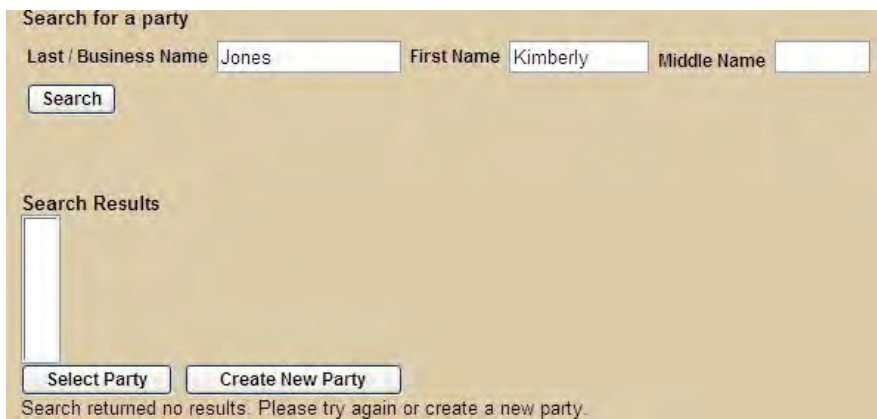 Search for a party
Last / Business Name Jones First Name Kimberly Middle Name
Search
Search Results
Select Party Create New Party
Search returned no results. Please try again or create a new party.